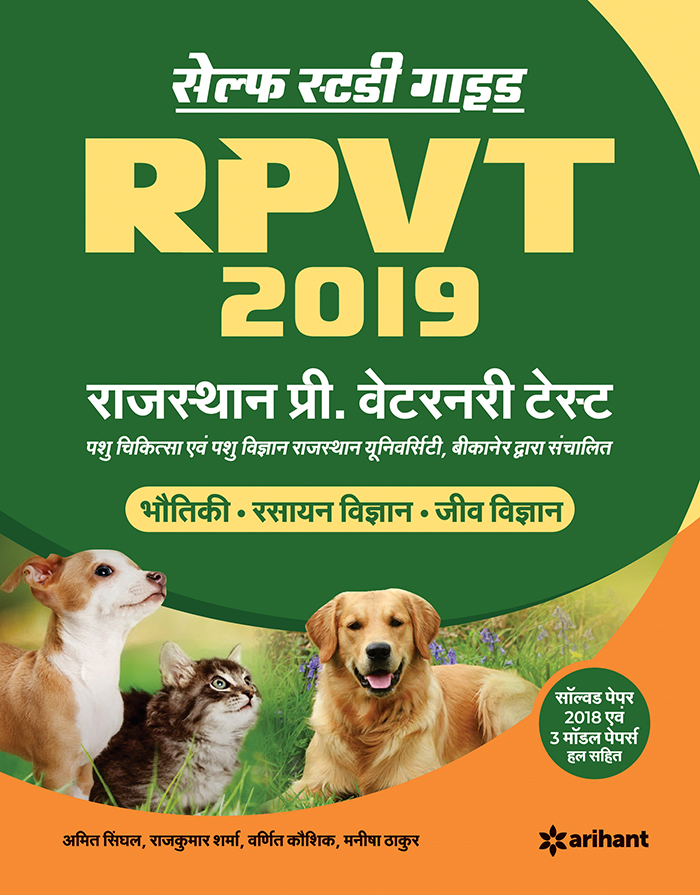 सेल्फ स्टडी गाइड
RPVT
2019
राजस्थान प्री. वेटरनरी टेस्ट
पशु चिकित्सा एवं पशु विज्ञान राजस्थान यूनिवर्सिटी, बीकानेर द्वारा संचालित
भौतिकी • रसायन विज्ञान • जीव विज्ञान
सॉल्वड पेपर
2018 एवं
3 मॉडल पेपर्स
हल सहित
अमित सिंघल, राजकुमार शर्मा, वर्णित कौशिक, मनीषा ठाकुर
arihant